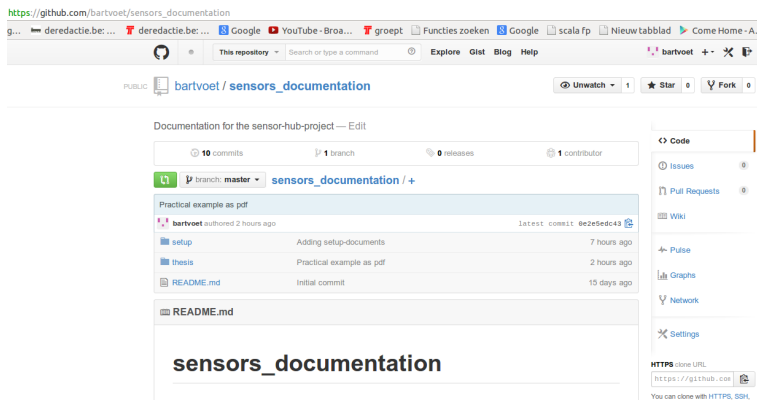 https://github.com/bartvoet/sensors_documentation
g... deredactie.be: ... deredactie.be: ... Google YouTube - Broa... groept Functies zoeken Google scala fp Nieuw tabblad Come Home - A.
This repository Search or type a command Explore Gist Blog Help bartvoet
PUBLIC bartvoet / sensors_documentation Unwatch 1 Star 0 Fork 0
Documentation for the sensor-hub-project — Edit
10 commits 1 branch 0 releases 1 contributor
branch: master sensors_documentation / +
Practical example as pdf
bartvoet authored 2 hours ago latest commit 0e2e5edc43
setup Adding setup-documents 7 hours ago
thesis Practical example as pdf 2 hours ago
README.md Initial commit 15 days ago
README.md
sensors_documentation
Code
Issues 0
Pull Requests 0
Wiki
Pulse
Graphs
Network
Settings
HTTPS clone URL
https://github.com
You can clone with HTTPS, SSH,